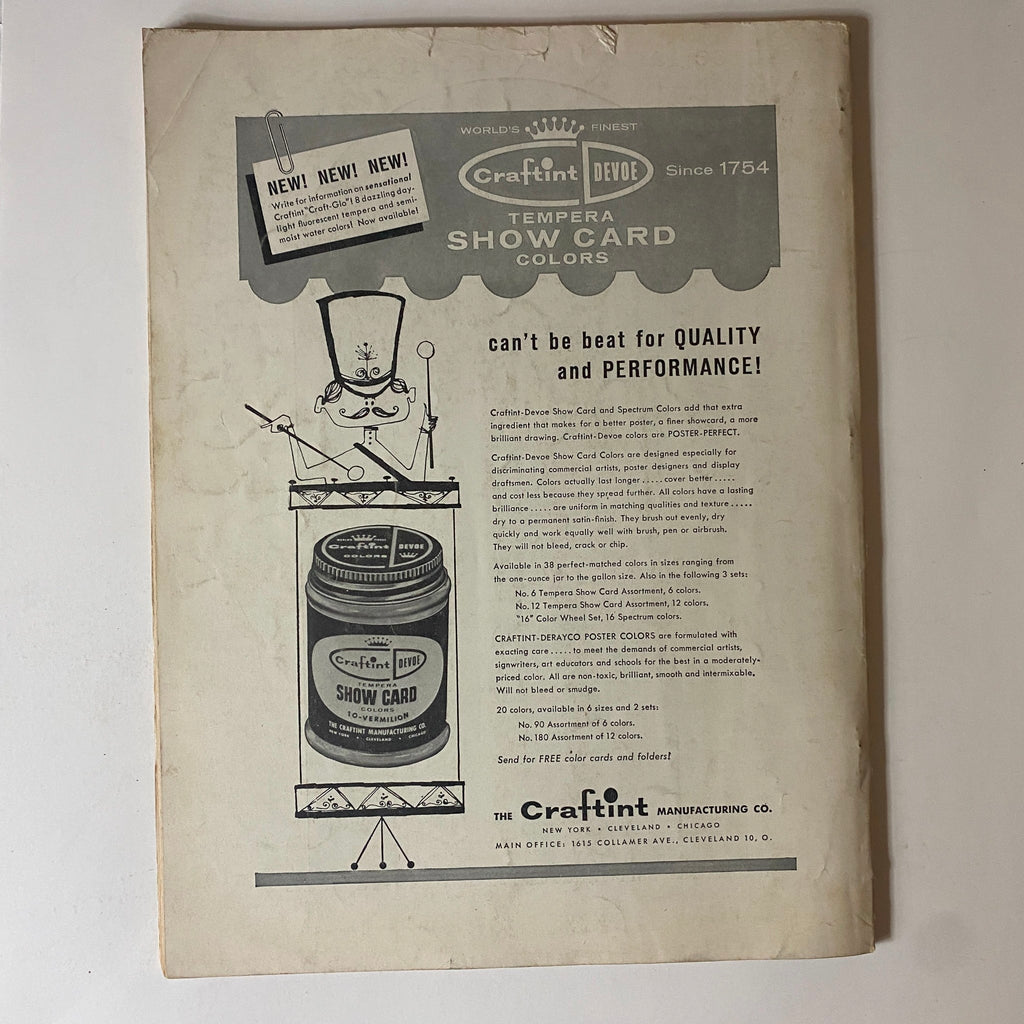 NEW! NEW! NEW!
Write for information on sensational
Craftint "Craft-Glo"! 8 dazzling day-
light fluorescent tempera and semi-
moist water colors! Now available!
WORLD'S FINEST
Craftint DEVOE
Since 1754
TEMPERA
SHOW CARD
COLORS
can't be beat for QUALITY
and PERFORMANCE!
Craftint-Devoe Show Card and Spectrum Colors add that extra
ingredient that makes for a better poster, a finer showcard, a more
brilliant drawing. Craftint-Devoe colors are POSTER-PERFECT.
Craftint-Devoe Show Card Colors are designed especially for
discriminating commercial artists, poster designers and display
draftsmen. Colors actually last longer.....cover better.....
and cost less because they spread further. All colors have a lasting
brilliance.....are uniform in matching qualities and texture.....
dry to a permanent satin-finish. They brush out evenly, dry
quickly and work equally well with brush, pen or airbrush.
They will not bleed, crack or chip.
Available in 38 perfect-matched colors in sizes ranging from
the one-ounce jar to the gallon size. Also in the following 3 sets:
No. 6 Tempera Show Card Assortment, 6 colors.
No. 12 Tempera Show Card Assortment, 12 colors.
"16" Color Wheel Set, 16 Spectrum colors.
CRAFTINT-DERAYCO POSTER COLORS are formulated with
exacting care.....to meet the demands of commercial artists,
signwriters, art educators and schools for the best in a moderately-
priced color. All are non-toxic, brilliant, smooth and intermixable.
Will not bleed or smudge.
20 colors, available in 6 sizes and 2 sets:
No. 90 Assortment of 6 colors.
No. 180 Assortment of 12 colors.
Send for FREE color cards and folders!
WORLD'S FINEST
Craftint DEVOE
COLORS
Craftint DEVOE
TEMPERA
SHOW CARD
COLORS
10-VERMILION
THE CRAFTINT MANUFACTURING CO.
NEW YORK • CLEVELAND • CHICAGO
THE Craftint MANUFACTURING CO.
NEW YORK • CLEVELAND • CHICAGO
MAIN OFFICE: 1615 COLLAMER AVE., CLEVELAND 10, O.